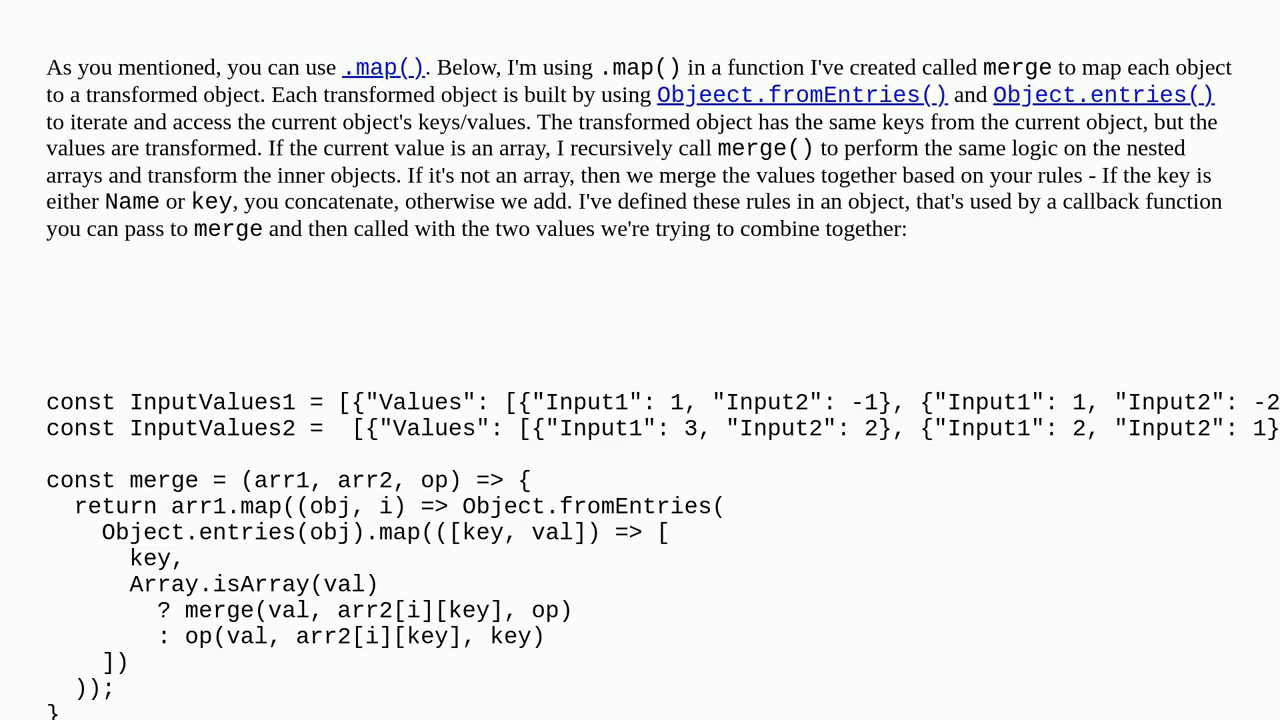 As you mentioned, you can use .map(). Below, I'm using .map() in a function I've created called merge to map each object
to a transformed object. Each transformed object is built by using Objeect.fromEntries() and Object.entries()
to iterate and access the current object's keys/values. The transformed object has the same keys from the current object, but the
values are transformed. If the current value is an array, I recursively call merge() to perform the same logic on the nested
arrays and transform the inner objects. If it's not an array, then we merge the values together based on your rules - If the key is
either Name or key, you concatenate, otherwise we add. I've defined these rules in an object, that's used by a callback function
you can pass to merge and then called with the two values we're trying to combine together:
const InputValues1 = [{"Values": [{"Input1": 1, "Input2": -1}, {"Input1": 1, "Input2": -2
const InputValues2 =  [{"Values": [{"Input1": 3, "Input2": 2}, {"Input1": 2, "Input2": 1}
const merge = (arr1, arr2, op) => {
  return arr1.map((obj, i) => Object.fromEntries(
    Object.entries(obj).map(([key, val]) => [
      key,
      Array.isArray(val)
        ? merge(val, arr2[i][key], op)
        : op(val, arr2[i][key], key)
    ])
  ));
}